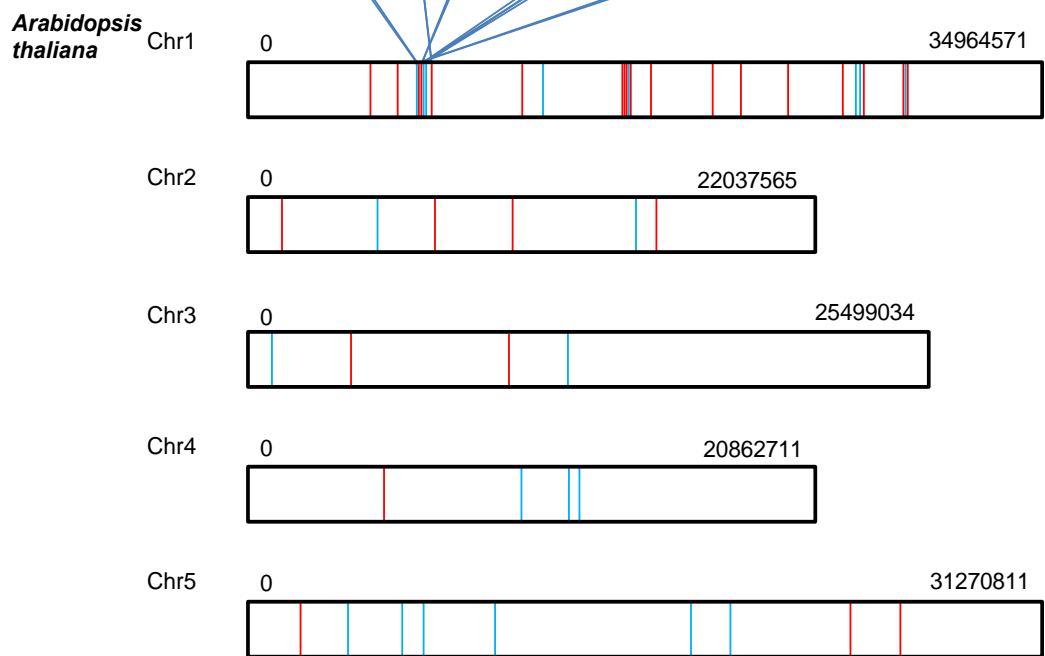 Arabidopsis
thaliana
Chr1
0
34964571
Chr2
0
22037565
Chr3
0
25499034
Chr4
0
20862711
Chr5
0
31270811